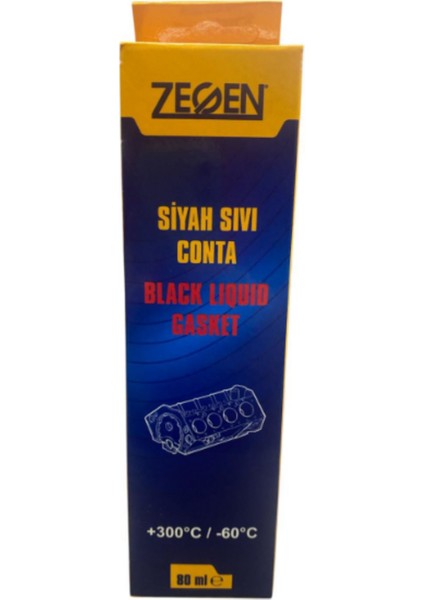 ZEGEN
SİYAH SIVI
CONTA
BLACK LIQUID
GASKET
+300°C / -60°C
80 ml ℮